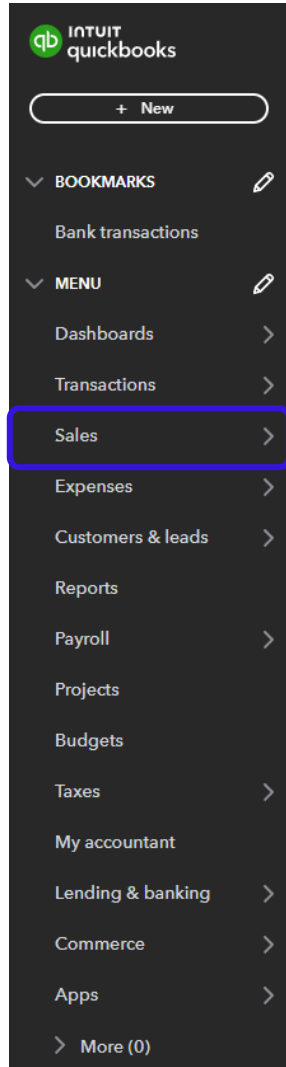 qb INTUIT
quickbooks
+ New
BOOKMARKS
Bank transactions
MENU
Dashboards
Transactions
Sales
Expenses
Customers & leads
Reports
Payroll
Projects
Budgets
Taxes
My accountant
Lending & banking
Commerce
Apps
More (0)